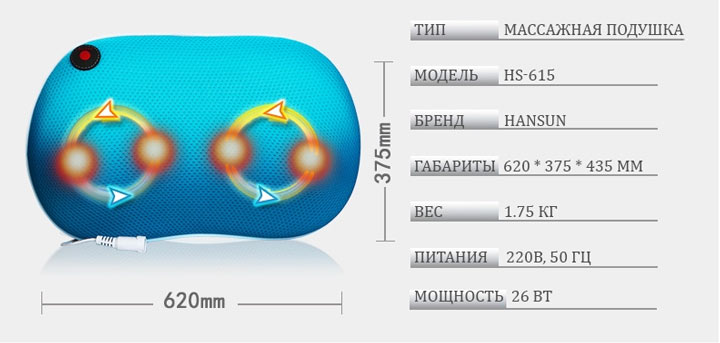 ТИП МАССАЖНАЯ ПОДУШКА
МОДЕЛЬ HS-615
БРЕНД HANSUN
ГАБАРИТЫ 620 * 375 * 435 ММ
ВЕС 1.75 КГ
ПИТАНИЯ 220В, 50 ГЦ
МОЩНОСТЬ 26 ВТ
375mm
620mm